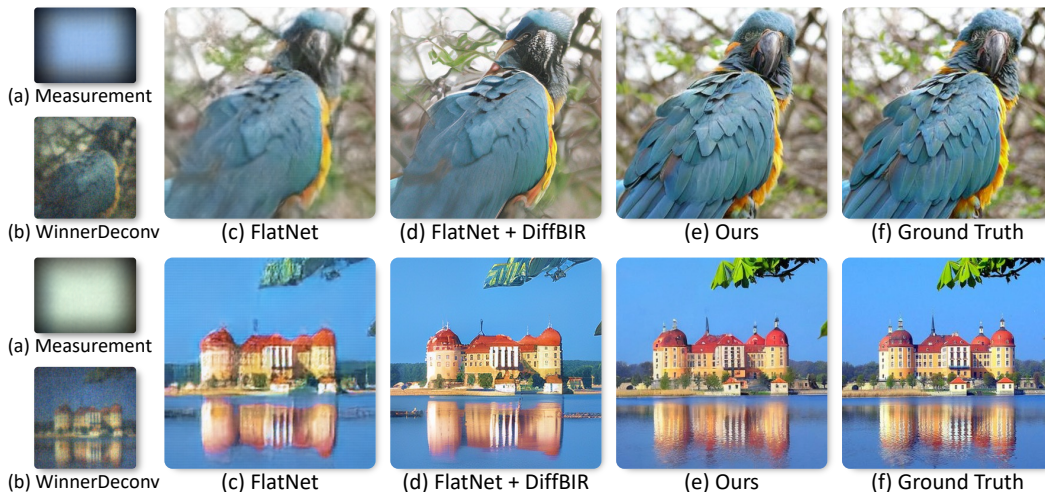 (a) Measurement
(b) WinnerDeconv
(c) FlatNet
(d) FlatNet + DiffBIR
(e) Ours
(f) Ground Truth
(a) Measurement
(b) WinnerDeconv
(c) FlatNet
(d) FlatNet + DiffBIR
(e) Ours
(f) Ground Truth